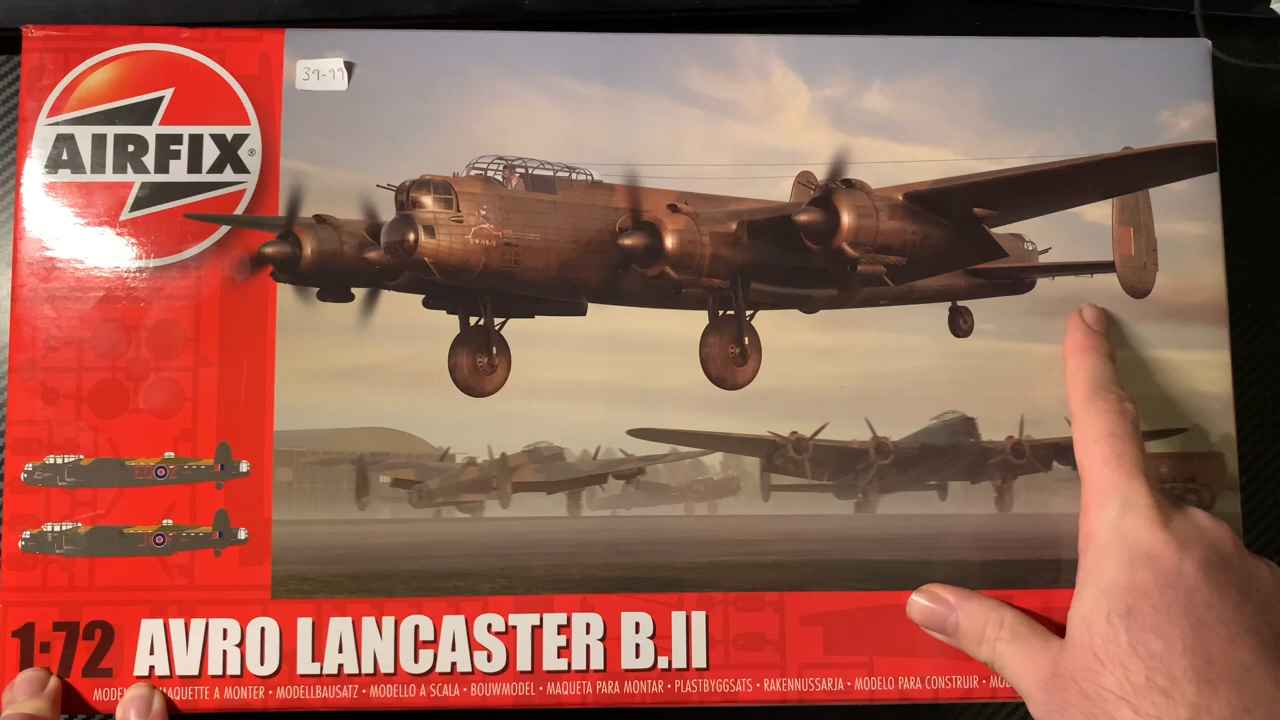 39-99
AIRFIX®
1:72 AVRO LANCASTER B.II
MAQUETTE A MONTER • MODELLBAUSATZ • MODELLO A SCALA • BOUWMODEL • MAQUETA PARA MONTAR • PLASTBYGGSATS • RAKENNUSSARJA • MODELO PARA CONSTRUIR •